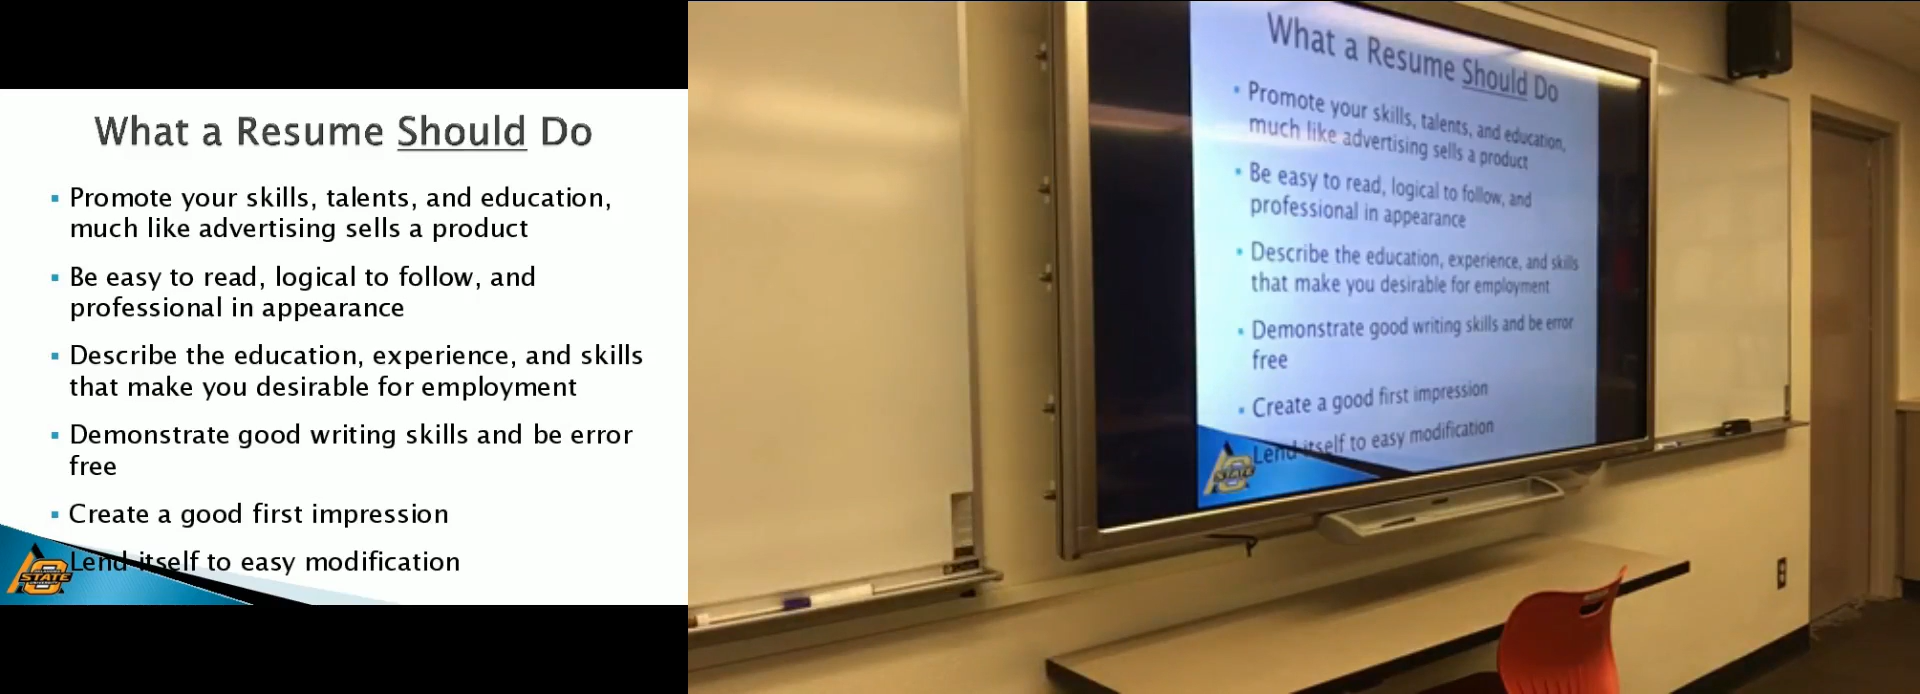 What a Resume Should Do
Promote your skills, talents, and education,
much like advertising sells a product
Be easy to read, logical to follow, and
professional in appearance
Describe the education, experience, and skills
that make you desirable for employment
Demonstrate good writing skills and be error
free
Create a good first impression
Lend itself to easy modification
STATE
What a Resume Should Do
Promote your skills, talents, and education,
much like advertising sells a product
Be easy to read, logical to follow, and
professional in appearance
Describe the education, experience, and skills
that make you desirable for employment
Demonstrate good writing skills and be error
free
Create a good first impression
Lend itself to easy modification
STATE